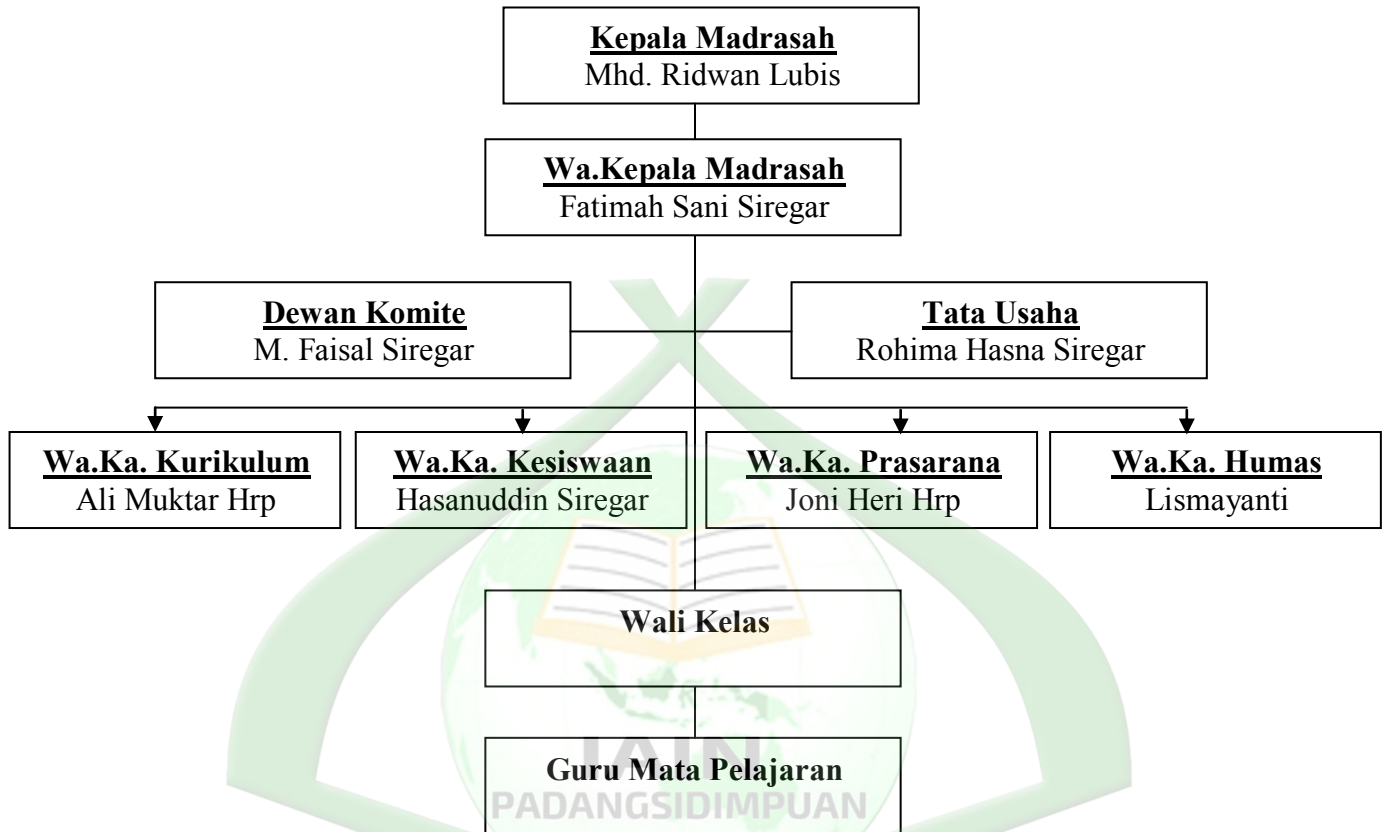 Kepala Madrasah
Mhd. Ridwan Lubis
Wa.Kepala Madrasah
Fatimah Sani Siregar
Dewan Komite
M. Faisal Siregar
Tata Usaha
Rohima Hasna Siregar
Wa.Ka. Kurikulum
Ali Muktar Hrp
Wa.Ka. Kesiswaan
Hasanuddin Siregar
Wa.Ka. Prasarana
Joni Heri Hrp
Wa.Ka. Humas
Lismayanti
Wali Kelas
Guru Mata Pelajaran
IAIN
PADANGSIDIMPUAN